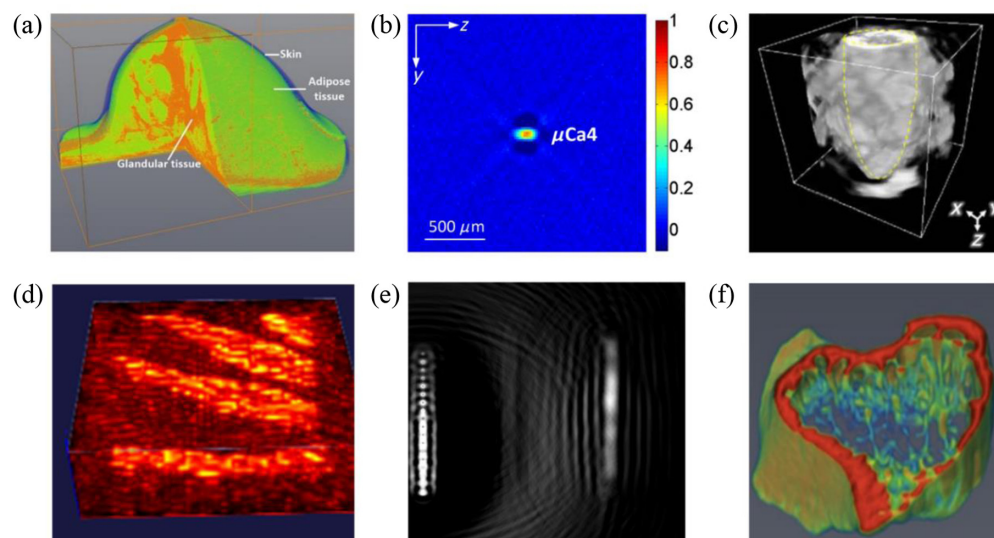 (a)
Skin
Adipose
tissue
Glandular tissue
(b)
z
y
μCa4
500 μm
1
0.8
0.6
0.4
0.2
0
(c)
X
Y
Z
(d)
(e)
(f)